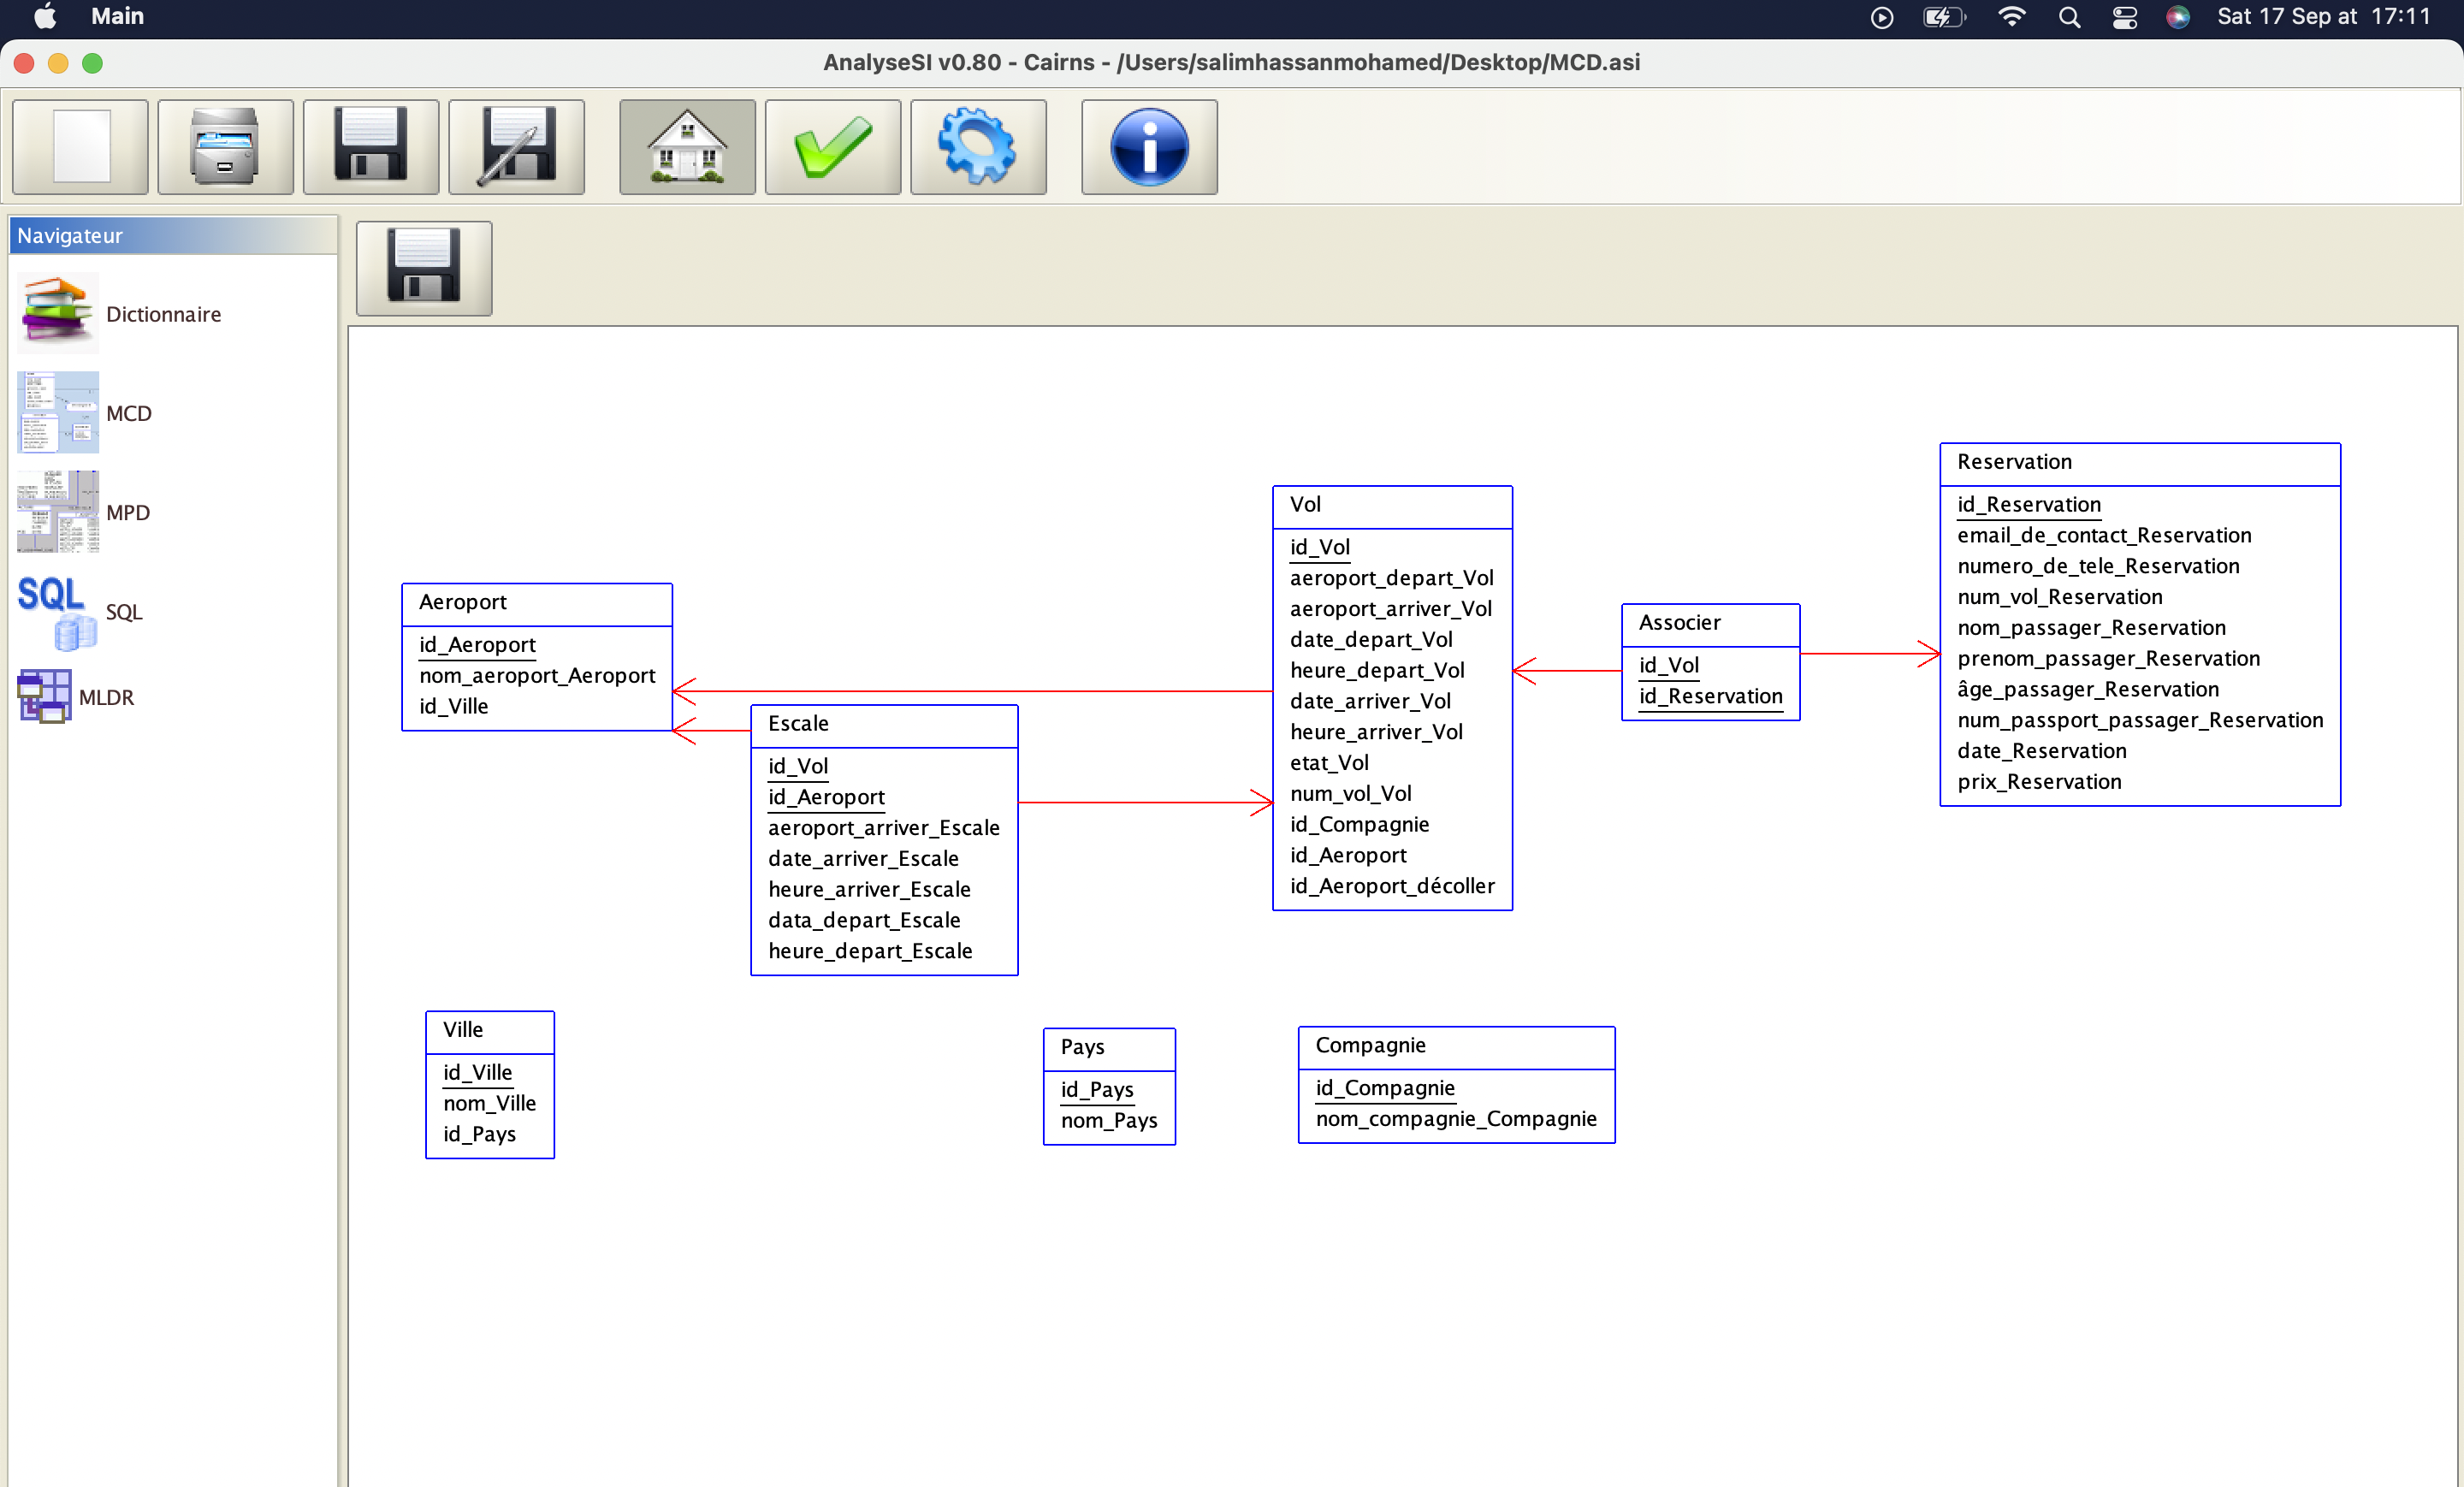 Main
Sat 17 Sep at 17:11
AnalyseSI v0.80 - Cairns - /Users/salimhassanmohamed/Desktop/MCD.asi
Navigateur
Dictionnaire
MCD
MPD
SQL
SQL
MLDR
Aeroport
id_Aeroport
nom_aeroport_Aeroport
id_Ville
Escale
id_Vol
id_Aeroport
aeroport_arriver_Escale
date_arriver_Escale
heure_arriver_Escale
data_depart_Escale
heure_depart_Escale
Vol
id_Vol
aeroport_depart_Vol
aeroport_arriver_Vol
date_depart_Vol
heure_depart_Vol
date_arriver_Vol
heure_arriver_Vol
etat_Vol
num_vol_Vol
id_Compagnie
id_Aeroport
id_Aeroport_décoller
Associer
id_Vol
id_Reservation
Reservation
id_Reservation
email_de_contact_Reservation
numero_de_tele_Reservation
num_vol_Reservation
nom_passager_Reservation
prenom_passager_Reservation
âge_passager_Reservation
num_passport_passager_Reservation
date_Reservation
prix_Reservation
Ville
id_Ville
nom_Ville
id_Pays
Pays
id_Pays
nom_Pays
Compagnie
id_Compagnie
nom_compagnie_Compagnie